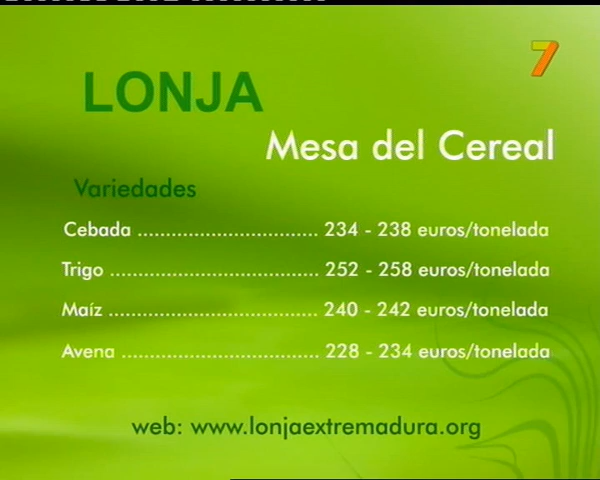 7
LONJA
Mesa del Cereal
Variedades
Cebada ................................ 234 - 238 euros/tonelada
Trigo ..................................... 252 - 258 euros/tonelada
Maíz ..................................... 240 - 242 euros/tonelada
Avena ................................... 228 - 234 euros/tonelada
web: www.lonjaextremadura.org